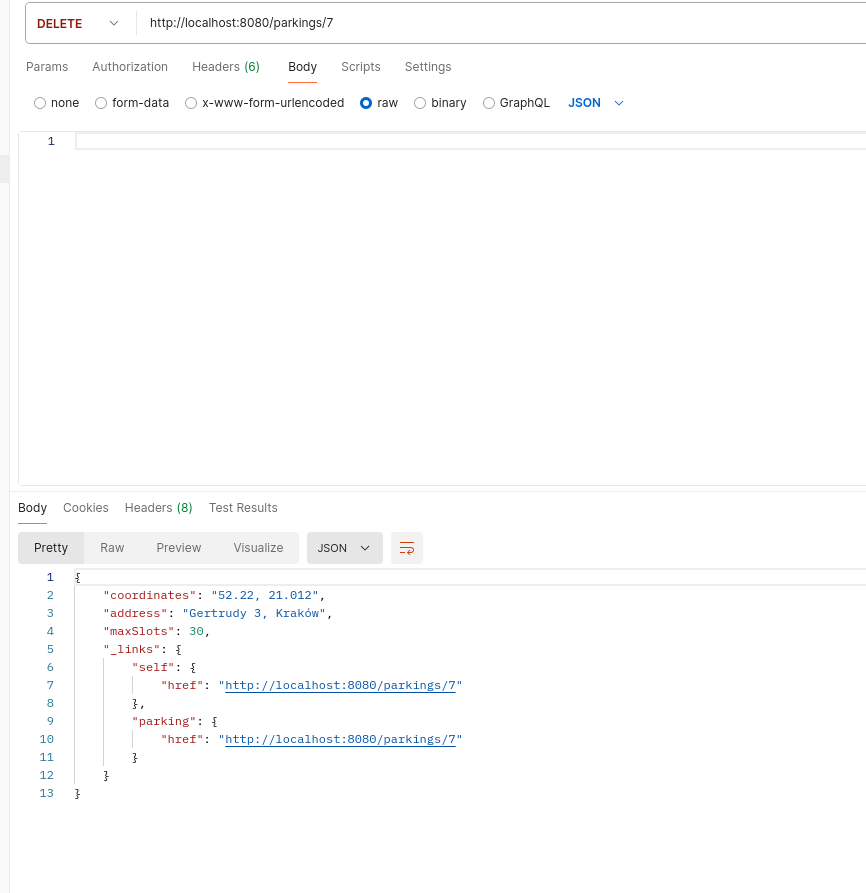 DELETE http://localhost:8080/parkings/7
Params Authorization Headers (6) Body Scripts Settings
none form-data x-www-form-urlencoded raw binary GraphQL JSON
1
Body Cookies Headers (8) Test Results
Pretty Raw Preview Visualize JSON
1 {
2 "coordinates": "52.22, 21.012",
3 "address": "Gertrudy 3, Kraków",
4 "maxSlots": 30,
5 "_links": {
6 "self": {
7 "href": "http://localhost:8080/parkings/7"
8 },
9 "parking": {
10 "href": "http://localhost:8080/parkings/7"
11 }
12 }
13 }